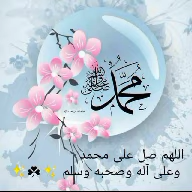 محمد ﷺ
اللهم صل على محمد
وعلى آله وصحبه وسلم